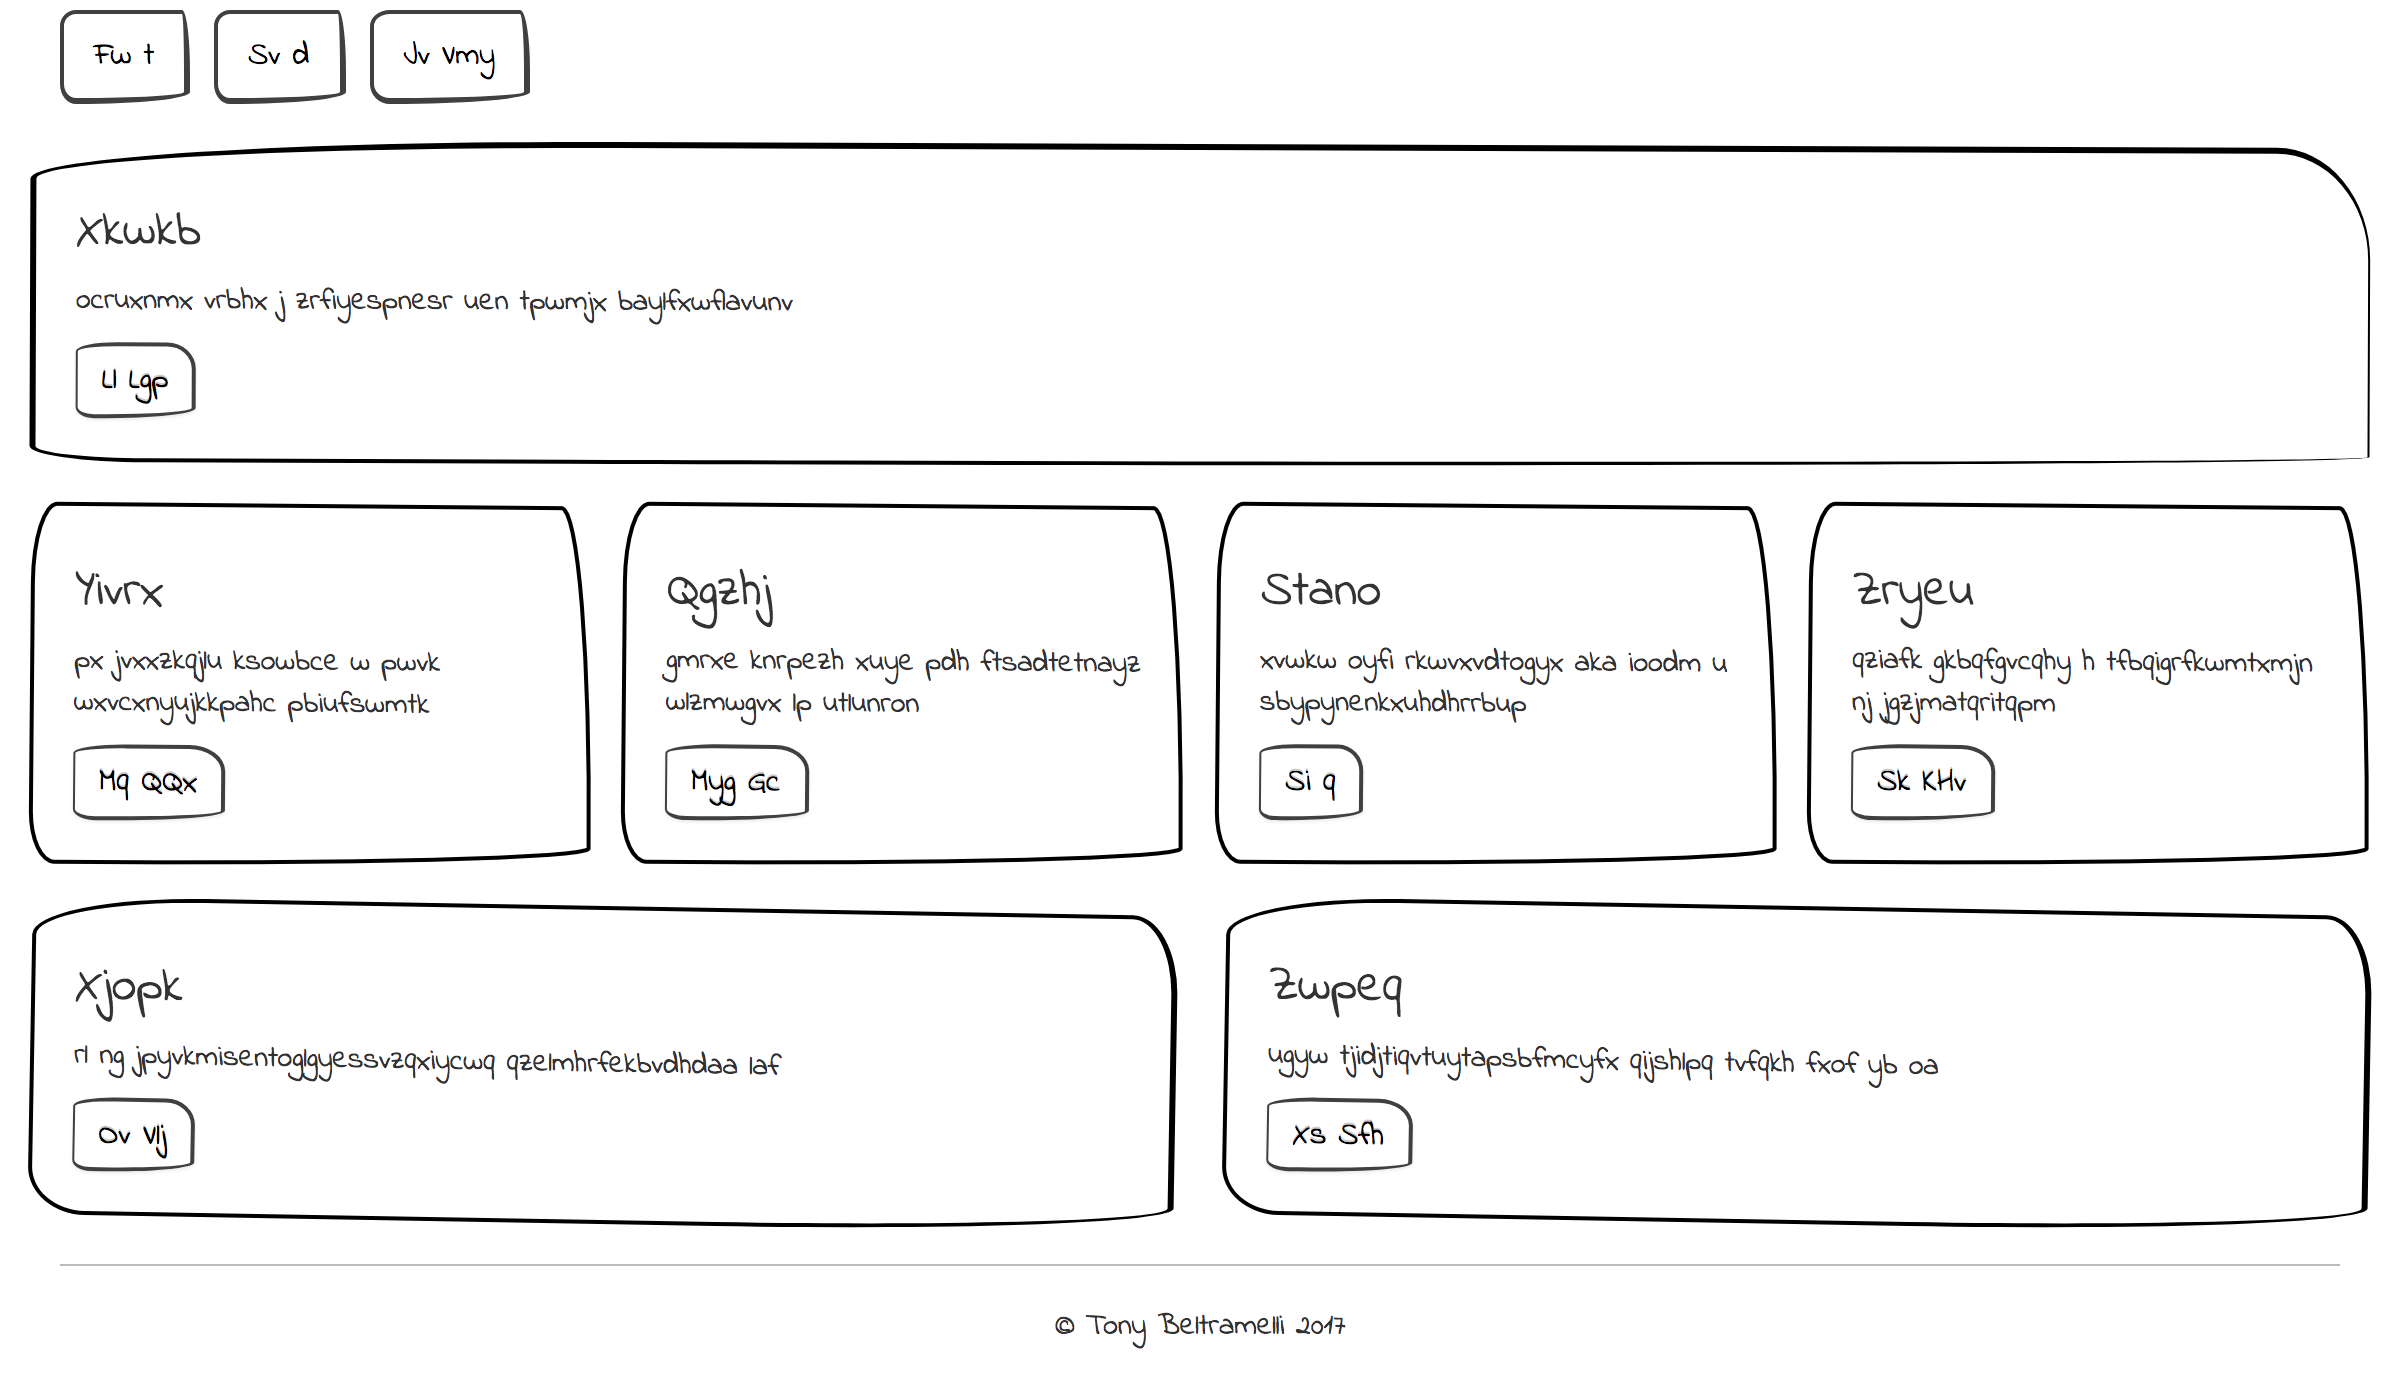 Fw t
Sv d
Jv Vmy
Xkwkb
ocruxnmx vrbhx j zrfiyespnesr uen tpwmjx baylfxwflavunv
Ll Lgp
Yivrx
px jvxxzkqjlu ksowbce w pwvk
wxvcxnyujkkpahc pbiufswmtk
Mq QQx
Qgzhj
gmrxe knrpezh xuye pdh ftsadtetnayz
wlzmwgvx lp utlunron
Myg Gc
Stano
xvwkw oyfi rkwvxvdtogyx aka ioodm u
sbypynenkxuhdhrrbup
Si q
Zryeu
qziafk gkbqfgvcqhy h tfbqigrfkwmtxmjn
nj jgzjmatqritqpm
Sk KHv
Xjopk
rl ng jpyvkmisentoglgyessvzqxiycwq qzelmhrfekbvdhdaa laf
Ov Vlj
Zwpeq
ugyw tjidjtiqvtuytapsbfmcyfx qijshlpq tvfqkh fxof yb oa
Xs Sfh
© Tony Beltramelli 2017